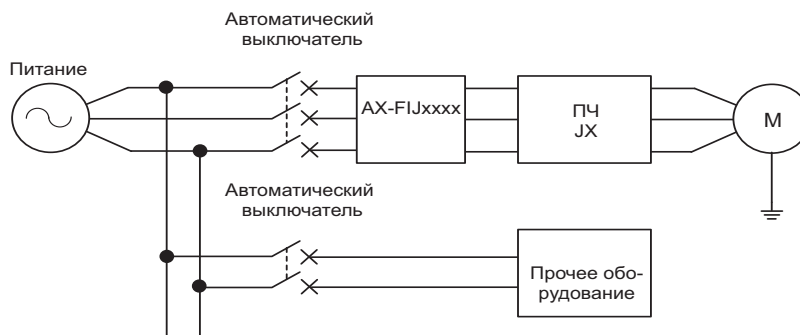 Автоматический
выключатель
Питание
AX-FIJxxxx
ПЧ
JX
M
Автоматический
выключатель
Прочее обо-
рудование